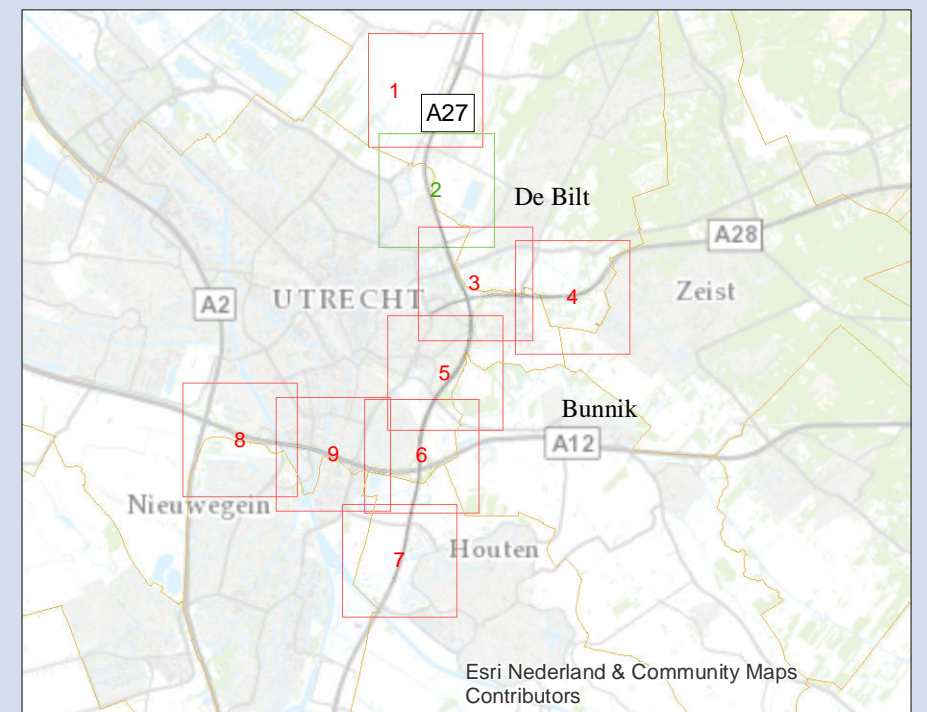 1
A27
2
De Bilt
A28
3
4
Zeist
A2
UTRECHT
5
Bunnik
8
9
6
A12
Nieuwegein
7
Houten
Esri Nederland & Community Maps
Contributors